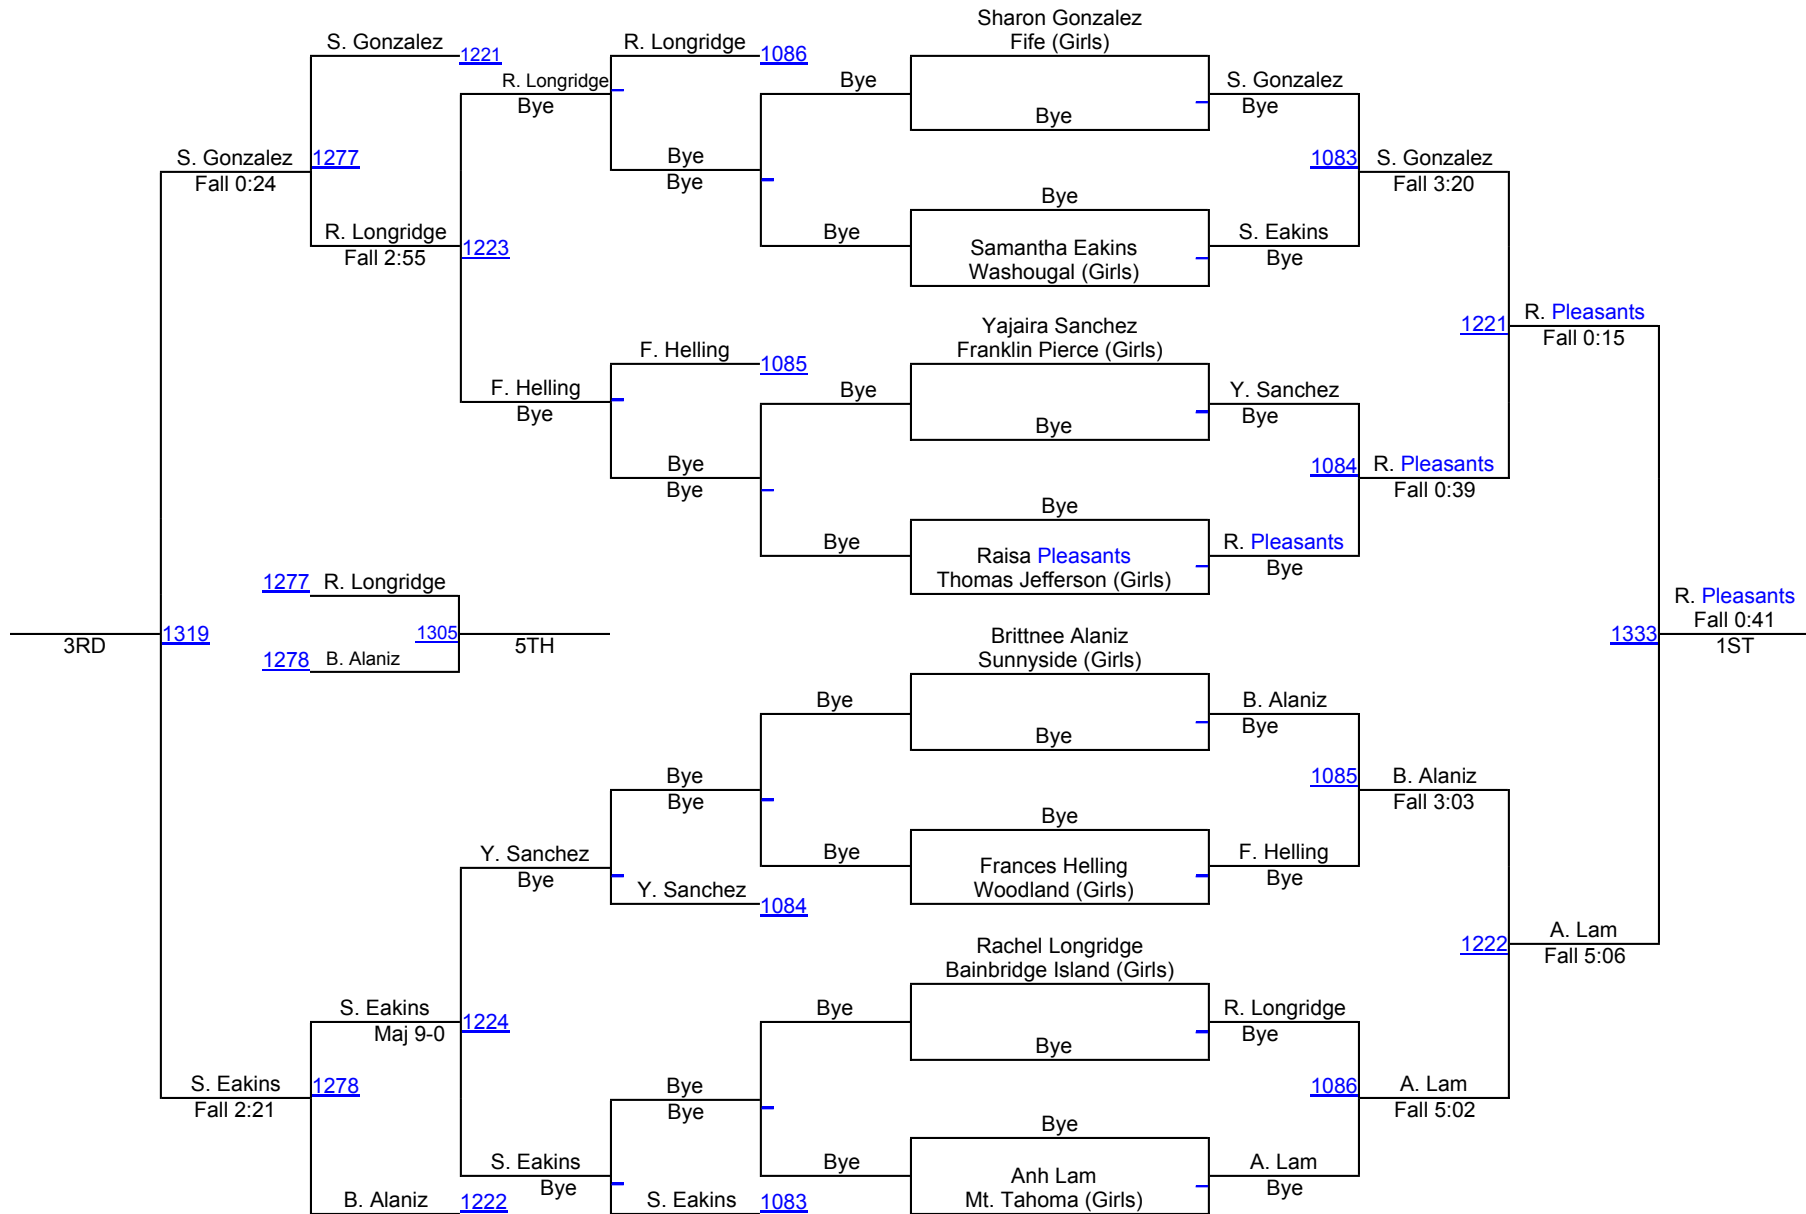 Sharon Gonzalez
S. Gonzalez
R. Longridge
Fife (Girls)
1221
1086
R. Longridge
Bye
S. Gonzalez
Bye
Bye
Bye
S. Gonzalez
1277
Bye
1083
S. Gonzalez
Fall 0:24
Bye
Fall 3:20
Bye
R. Longridge
Bye
S. Eakins
Fall 2:55
1223
Samantha Eakins
Bye
Washougal (Girls)
R. Pleasants
Yajaira Sanchez
1221
Fall 0:15
F. Helling
Franklin Pierce (Girls)
1085
F. Helling
Bye
Y. Sanchez
Bye
Bye
Bye
Bye
1084
R. Pleasants
Bye
Fall 0:39
Bye
Bye
R. Pleasants
Raisa Pleasants
Bye
1277
R. Longridge
Thomas Jefferson (Girls)
R. Pleasants
Fall 0:41
3RD
1319
1305
5TH
Brittnee Alaniz
1333
1ST
1278
B. Alaniz
Sunnyside (Girls)
Bye
B. Alaniz
Bye
Bye
Bye
1085
B. Alaniz
Bye
Fall 3:03
Bye
Y. Sanchez
Bye
F. Helling
Bye
Frances Helling
Bye
Y. Sanchez
Woodland (Girls)
1084
A. Lam
Rachel Longridge
1222
Fall 5:06
Bainbridge Island (Girls)
S. Eakins
Bye
R. Longridge
Maj 9-0
1224
Bye
Bye
S. Eakins
1278
Bye
1086
A. Lam
Fall 2:21
Bye
Fall 5:02
Bye
S. Eakins
Bye
A. Lam
Bye
Anh Lam
Bye
B. Alaniz
1222
S. Eakins
1083
Mt. Tahoma (Girls)